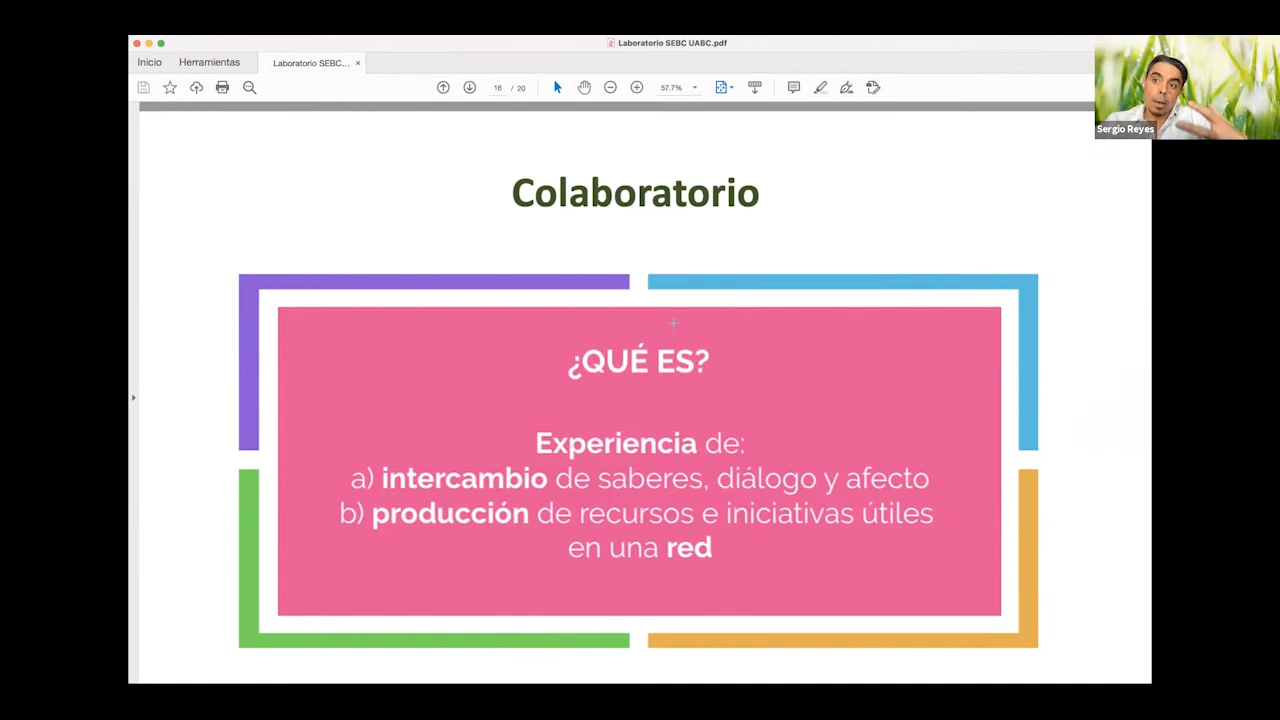 Laboratorio SEBC UABC.pdf
Inicio
Herramientas
Laboratorio SEBC...
16 / 20
57.7%
Sergio Reyes
Colaboratorio
¿QUÉ ES?
Experiencia de:
a) intercambio de saberes, diálogo y afecto
b) producción de recursos e iniciativas útiles
en una red